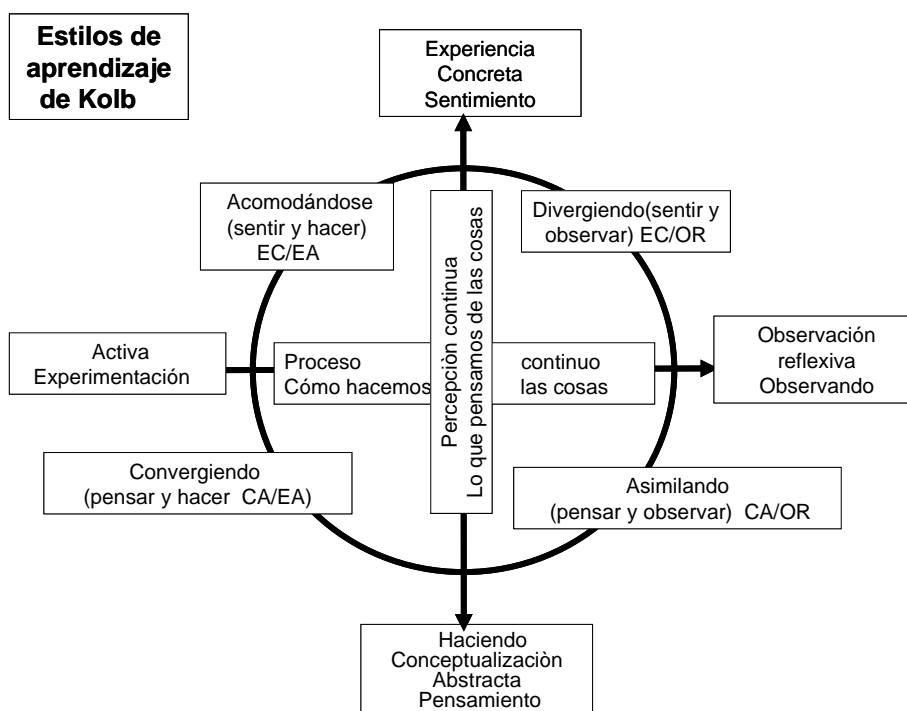 Estilos de
aprendizaje
de Kolb
Experiencia
Concreta
Sentimiento
Acomodándose
(sentir y hacer)
EC/EA
Divergiendo(sentir y
observar) EC/OR
Percepciòn continua
Lo que pensamos de las cosas
Activa
Experimentación
Proceso
Cómo hacemos
continuo
las cosas
Observación
reflexiva
Observando
Convergiendo
(pensar y hacer CA/EA)
Asimilando
(pensar y observar) CA/OR
Haciendo
Conceptualizaciòn
Abstracta
Pensamiento